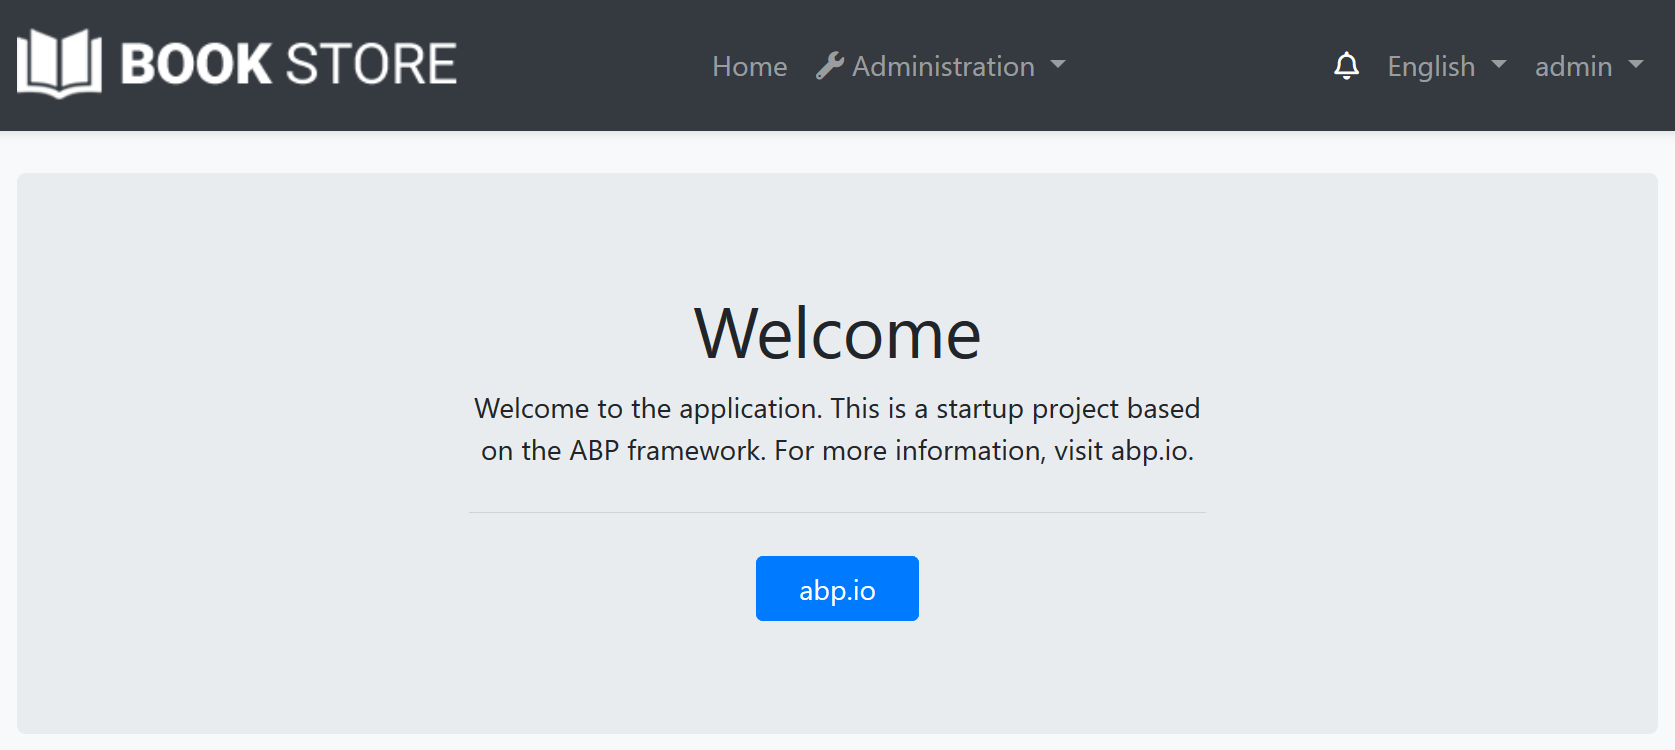 BOOK STORE
Home Administration
English admin
Welcome
Welcome to the application. This is a startup project based
on the ABP framework. For more information, visit abp.io.
abp.io